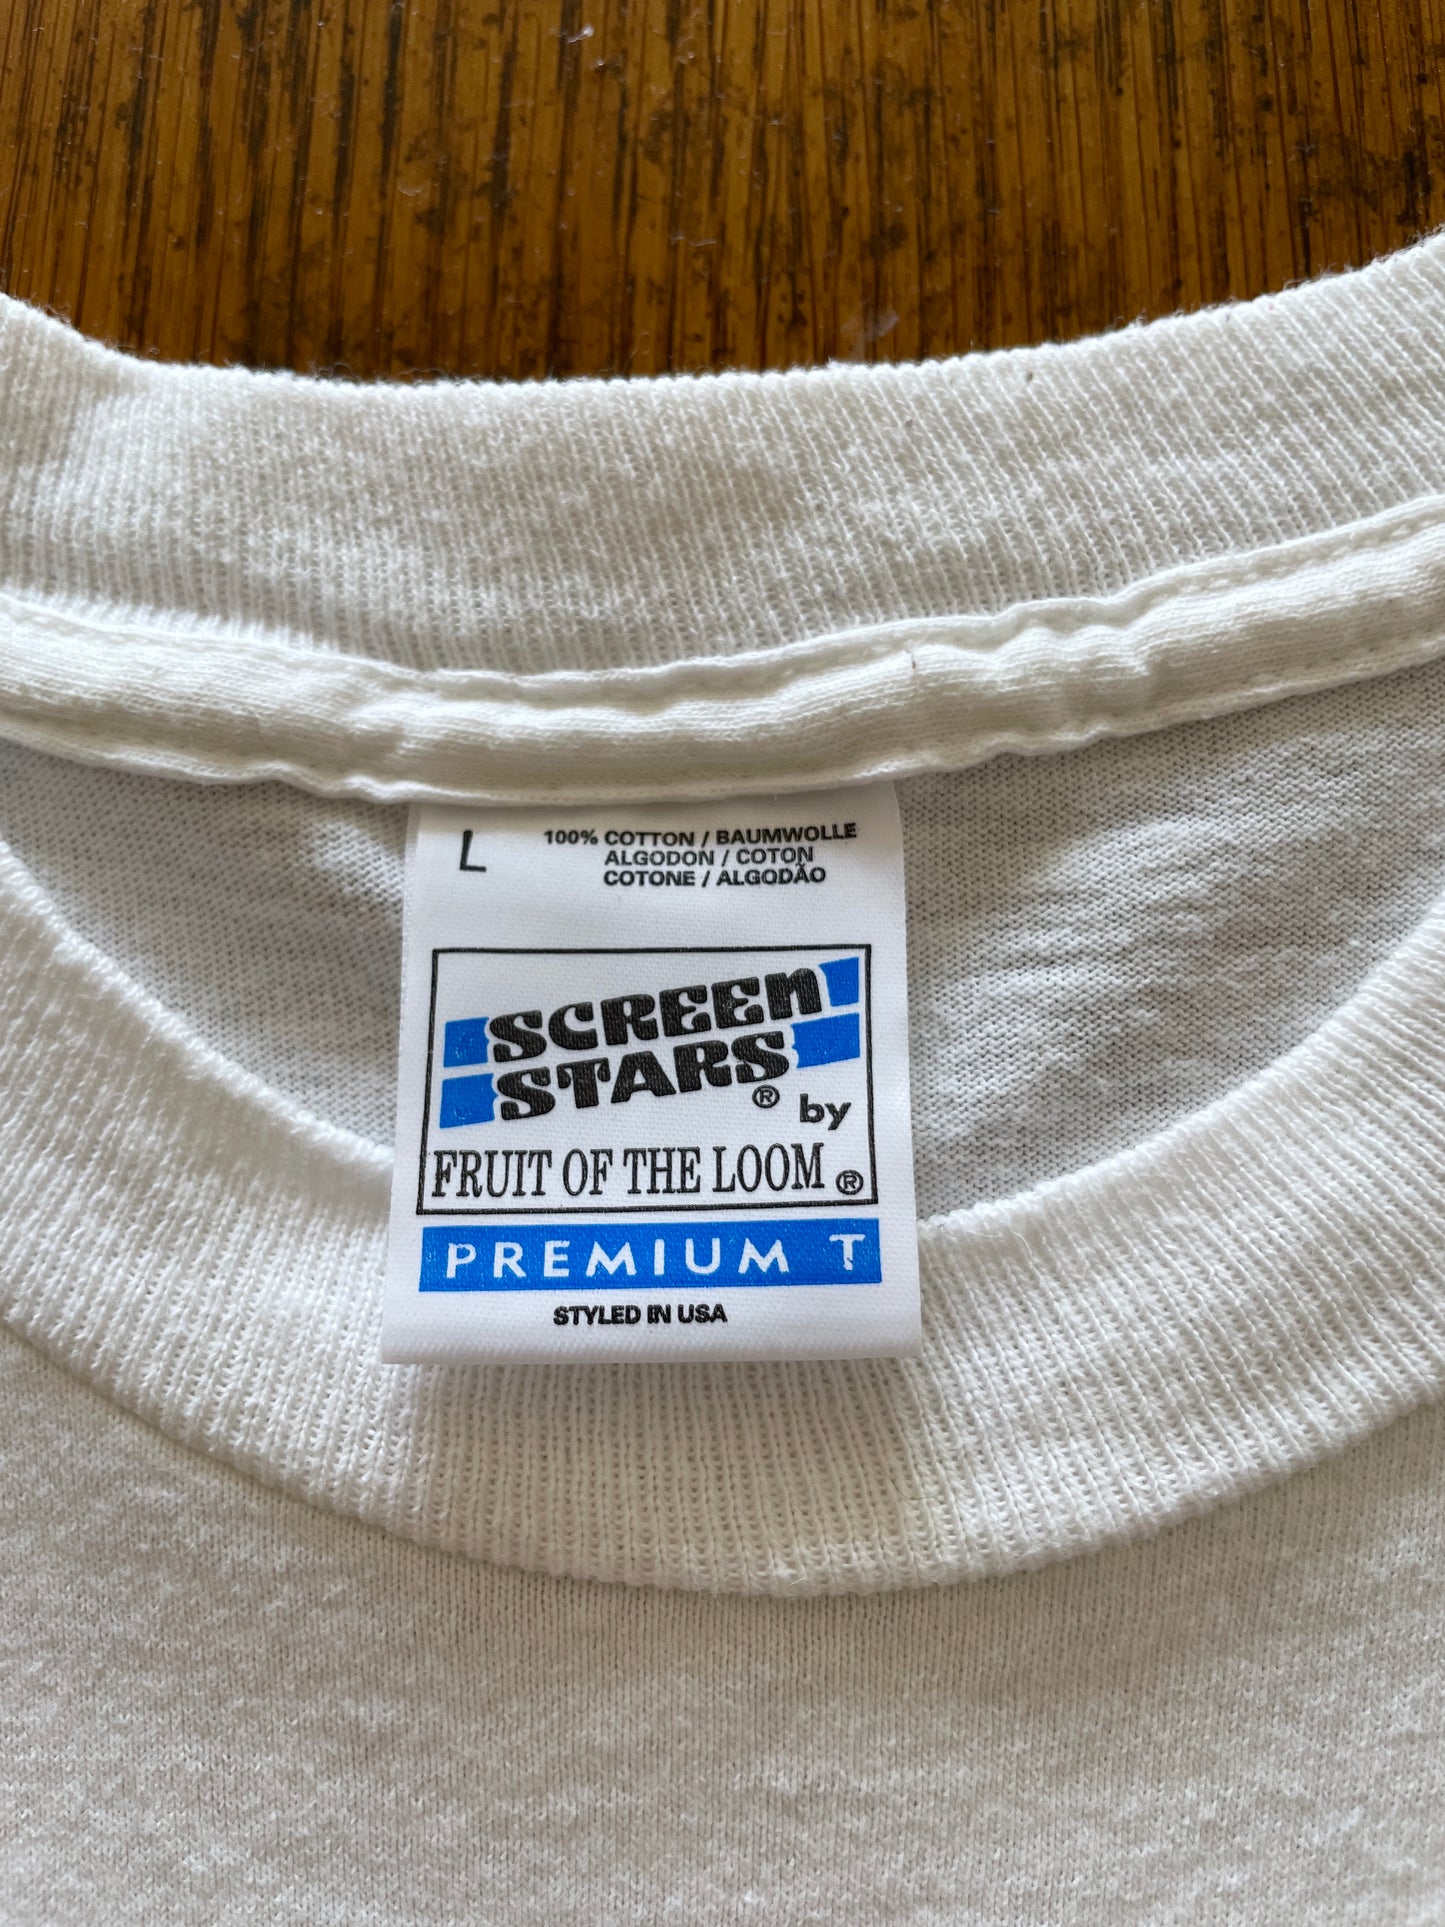 L
100% COTTON / BAUMWOLLE
ALGODON / COTON
COTONE / ALGODÃO
SCREEN
STARS® by
FRUIT OF THE LOOM®
PREMIUM T
STYLED IN USA